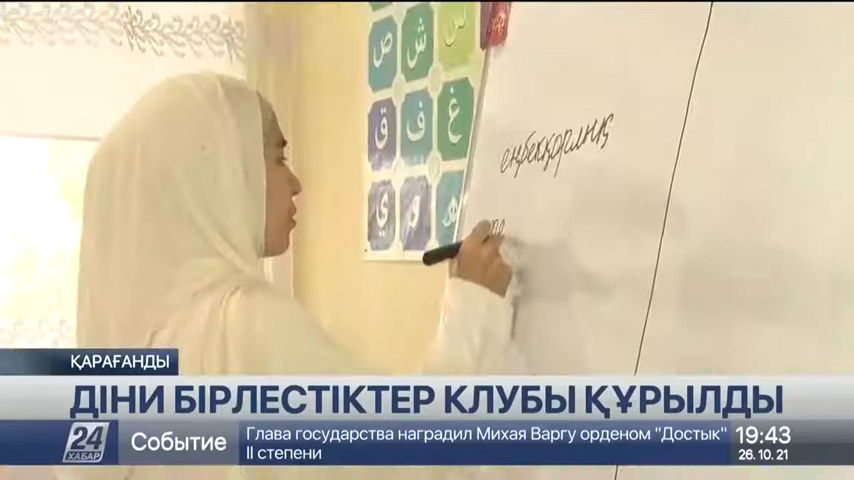 ص ش س
ق ف غ
ي و ه
еңбекқорлық
ҚАРАҒАНДЫ
ДІНИ БІРЛЕСТІКТЕР КЛУБЫ ҚҰРЫЛДЫ
24 ХАБАР
Событие
Глава государства наградил Михая Варгу орденом "Достык" II степени
19:43
26.10.21